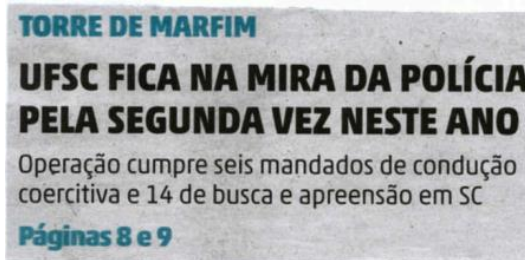 TORRE DE MARFIM
UFSC FICA NA MIRA DA POLÍCIA
PELA SEGUNDA VEZ NESTE ANO
Operação cumpre seis mandados de condução
coercitiva e 14 de busca e apreensão em SC
Páginas 8 e 9